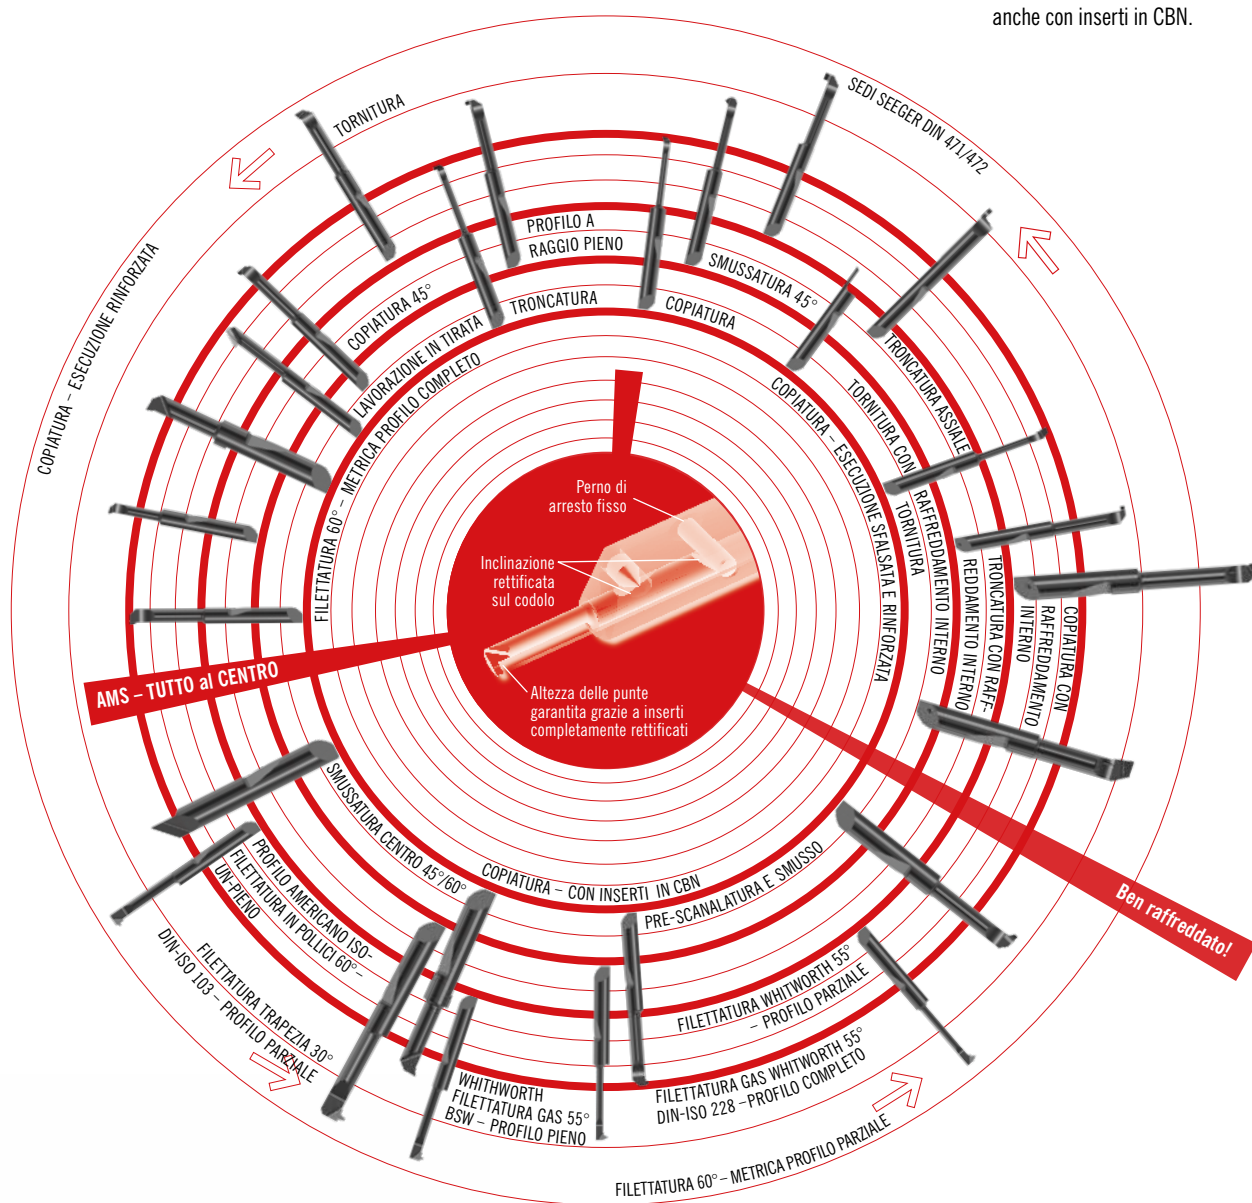 anche con inserti in CBN.
TORNITURA
SEDI SEEGER DIN 471/472
COPIATURA – ESECUZIONE RINFORZATA
PROFILO A
RAGGIO PIENO
SMUSSATURA 45°
COPIATURA 45°
TRONCATURA
COPIATURA
LAVORAZIONE IN TIRATA
FILETTATURA 60° – METRICA PROFILO COMPLETO
TRONCATURA ASSIALE
TORNITURA CON
RAFFREDDAMENTO INTERNO
TORNITURA
COPIATURA – ESECUZIONE SFALSATA E RINFORZATA
TRONCATURA CON RAFF-
REDDAMENTO INTERNO
COPIATURA CON
RAFFREDDAMENTO
INTERNO
Perno di
arresto fisso
Inclinazione
rettificata
sul codolo
Altezza delle punte
garantita grazie a inserti
completamente rettificati
AMS – TUTTO al CENTRO
Ben raffreddato!
SMUSSATURA CENTRO 45°/60°
COPIATURA – CON INSERTI IN CBN
PRE-SCANALATURA E SMUSSO
PROFILO AMERICANO ISO-
FILETTATURA IN POLLICI 60° –
UN-PIENO
FILETTATURA TRAPEZIA 30°
DIN-ISO 103 – PROFILO PARZIALE
FILETTATURA WHITWORTH 55°
– PROFILO PARZIALE
WHITHWORTH
FILETTATURA GAS 55°
BSW – PROFILO PIENO
FILETTATURA GAS WHITWORTH 55°
DIN-ISO 228 – PROFILO COMPLETO
FILETTATURA 60° – METRICA PROFILO PARZIALE